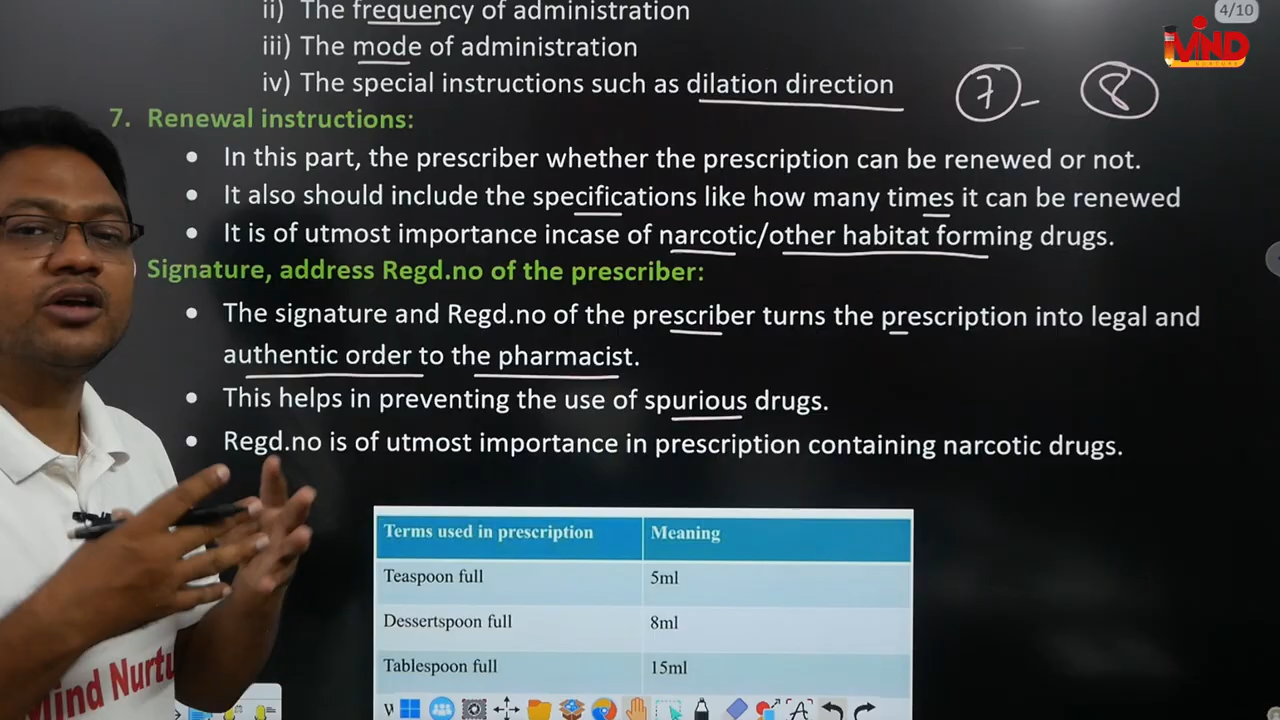 4/10
ii) The frequency of administration
MIND
NURTURE
iii) The mode of administration
iv) The special instructions such as dilation direction
7 - 8
7. Renewal instructions:
• In this part, the prescriber whether the prescription can be renewed or not.
• It also should include the specifications like how many times it can be renewed
• It is of utmost importance incase of narcotic/other habitat forming drugs.
Signature, address Regd.no of the prescriber:
• The signature and Regd.no of the prescriber turns the prescription into legal and
authentic order to the pharmacist.
• This helps in preventing the use of spurious drugs.
• Regd.no is of utmost importance in prescription containing narcotic drugs.
Terms used in prescription Meaning
Teaspoon full 5ml
Dessertspoon full 8ml
Tablespoon full 15ml
Mind Nurtu